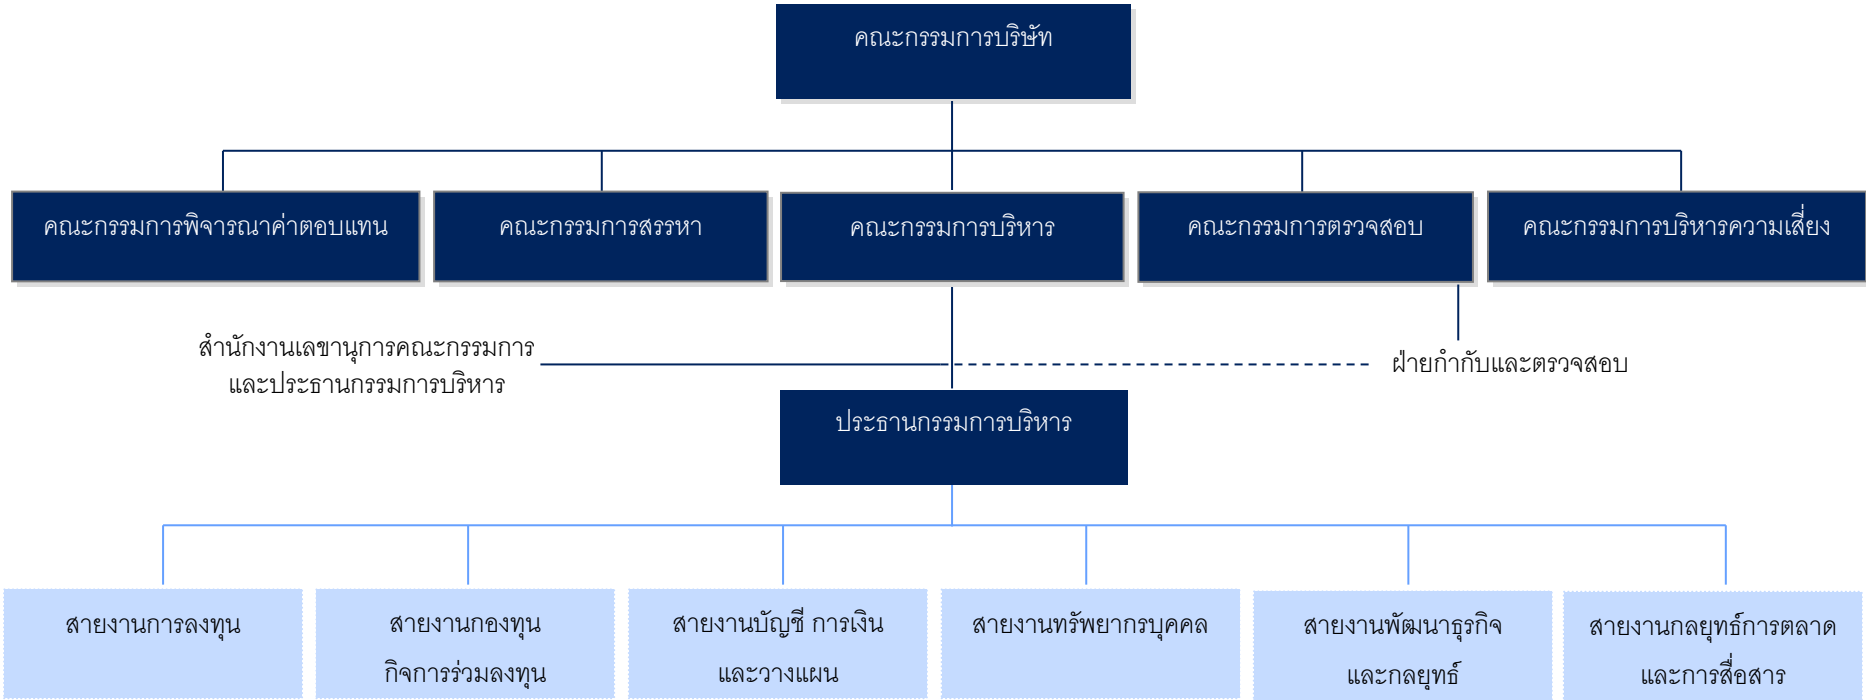 คณะกรรมการบริษัท
คณะกรรมการพิจารณาค่าตอบแทน
คณะกรรมการสรรหา
คณะกรรมการบริหาร
คณะกรรมการตรวจสอบ
คณะกรรมการบริหารความเสี่ยง
สำนักงานเลขานุการคณะกรรมการ
และประธานกรรมการบริหาร
ฝ่ายกำกับและตรวจสอบ
ประธานกรรมการบริหาร
สายงานการลงทุน
สายงานกองทุน
กิจการร่วมลงทุน
สายงานบัญชี การเงิน
และวางแผน
สายงานทรัพยากรบุคคล
สายงานพัฒนาธุรกิจ
และกลยุทธ์
สายงานกลยุทธ์การตลาด
และการสื่อสาร